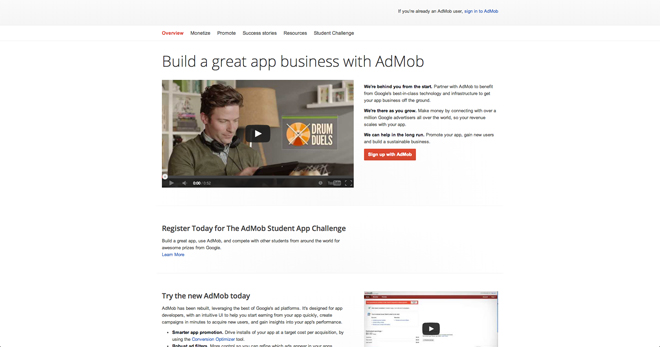 If you're already an AdMob user, sign in to AdMob
Overview Monetize Promote Success stories Resources Student Challenge
Build a great app business with AdMob
We're behind you from the start. Partner with AdMob to benefit
from Google's best-in-class technology and infrastructure to get
your app business off the ground.
We're there as you grow. Make money by connecting with over a
million Google advertisers all over the world, so your revenue
scales with your app.
We can help in the long run. Promote your app, gain new users
and build a sustainable business.
Sign up with AdMob
DRUM
DUELS
0:00
You
Register Today for The AdMob Student App Challenge
Build a great app, use AdMob, and compete with other students from around the world for
awesome prizes from Google.
Learn More
Try the new AdMob today
AdMob has been rebuilt, leveraging the best of Google's ad platforms. It's designed for app
developers, with an intuitive UI to help you start earning from your app quickly, create
campaigns in minutes to acquire new users, and gain insights into your app's performance.
Smarter app promotion. Drive installs of your app at a target cost per acquisition, by
using the Conversion Optimizer tool.
Robust ad filters. More control so you can refine which ads appear in your apps